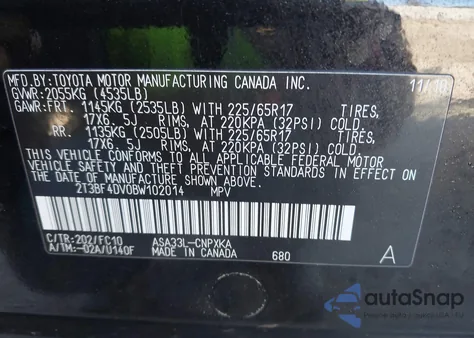 MFD.BY:TOYOTA MOTOR MANUFACTURING CANADA INC. 11/10
GVWR:2055KG (4535LB)
GAWR:FRT. 1145KG (2535LB) WITH 225/65R17 TIRES,
17X6. 5J RIMS, AT 220KPA (32PSI) COLD.
RR. 1135KG (2505LB) WITH 225/65R17 TIRES,
17X6. 5J RIMS, AT 220KPA (32PSI) COLD.
THIS VEHICLE CONFORMS TO ALL APPLICABLE FEDERAL MOTOR
VEHICLE SAFETY AND THEFT PREVENTION STANDARDS IN EFFECT ON
THE DATE OF MANUFACTURE SHOWN ABOVE.
2T3BF4DV0BW102014 MPV
C/TR:202/FC10 ASA33L-CNPXKA
A/TM:-02A/U140F MADE IN CANADA 680 A
autoSnap